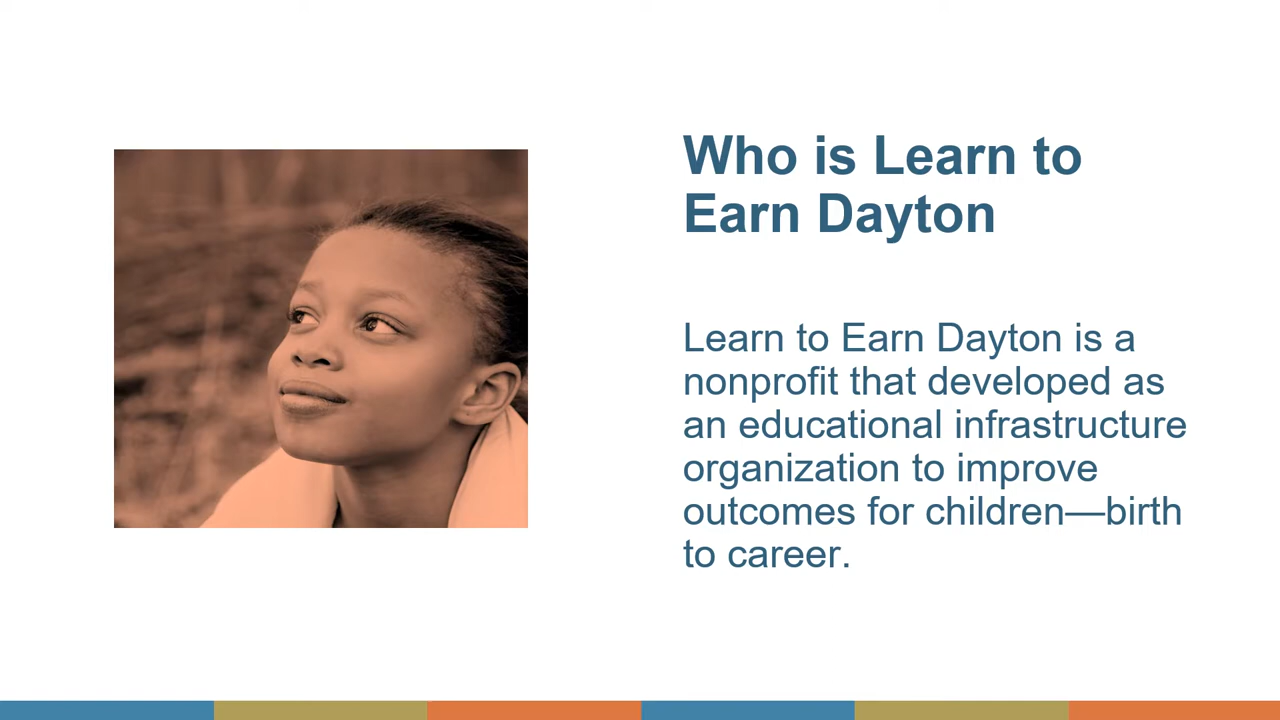 Who is Learn to
Earn Dayton
Learn to Earn Dayton is a
nonprofit that developed as
an educational infrastructure
organization to improve
outcomes for children—birth
to career.